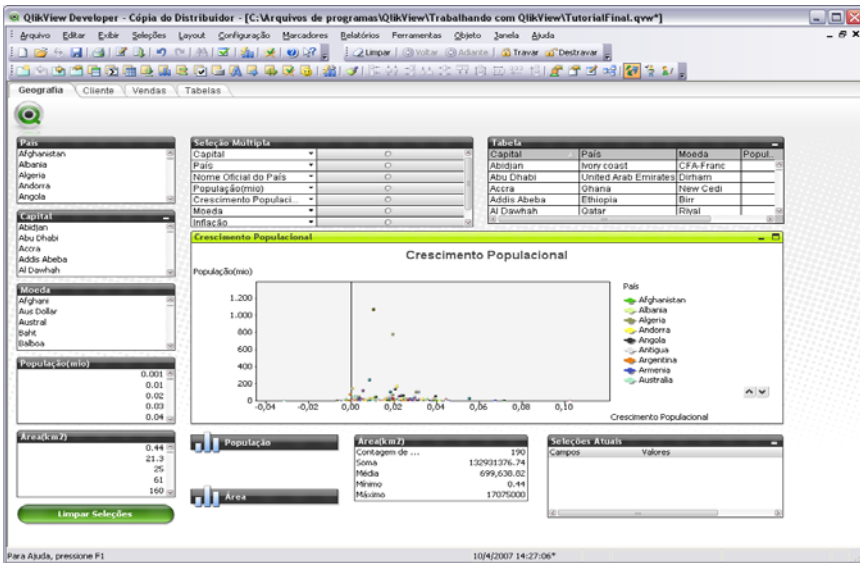 QlikView Developer - Cópia do Distribuidor - [C:\Arquivos de programas\QlikView\Trabalhando com QlikView\TutorialFinal.qvw*]
Arquivo Editar Exibir Seleções Layout Configuração Marcadores Relatórios Ferramentas Objeto Janela Ajuda
Limpar Voltar Adiante Travar Destravar
Geografia Cliente Vendas Tabelas
País
Afghanistan
Albania
Algeria
Andorra
Angola
Capital
Abidjan
Abu Dhabi
Accra
Addis Abeba
Al Dawhah
Moeda
Afghani
Aus Dollar
Austral
Baht
Balboa
População(mio)
0.001
0.01
0.02
0.03
0.04
Área(km2)
0.44
21.3
25
61
160
Limpar Seleções
Seleção Múltipla
Capital
País
Nome Oficial do País
População(mio)
Crescimento Populaci...
Moeda
Inflação
Tabela
Capital País Moeda Popul...
Abidjan Ivory coast CFA-Franc
Abu Dhabi United Arab Emirates Dirham
Accra Ghana New Cedi
Addis Abeba Ethiopia Birr
Al Dawhah Qatar Riyal
Crescimento Populacional
Crescimento Populacional
População(mio)
1.200
1.000
800
600
400
200
0
-0,04 -0,02 0,00 0,02 0,04 0,06 0,08 0,10
Crescimento Populacional
País
Afghanistan
Albania
Algeria
Andorra
Angola
Antigua
Argentina
Armenia
Australia
População
Área
Área(km2)
Contagem de ... 190
Soma 132931376.74
Média 699,638.82
Mínimo 0.44
Máximo 17075000
Seleções Atuais
Campos Valores
Para Ajuda, pressione F1
10/4/2007 14:27:06*